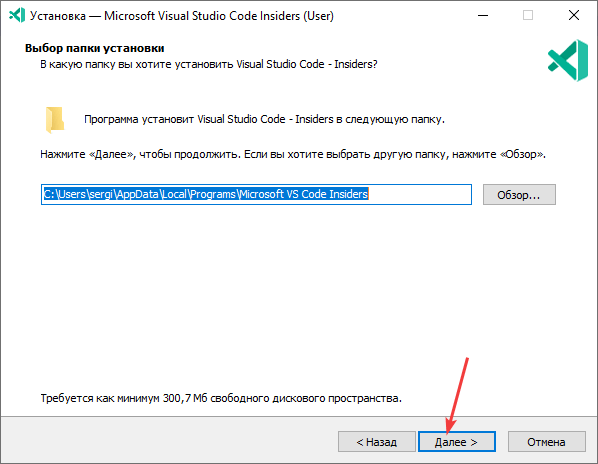 Установка — Microsoft Visual Studio Code Insiders (User)
Выбор папки установки
В какую папку вы хотите установить Visual Studio Code - Insiders?
Программа установит Visual Studio Code - Insiders в следующую папку.
Нажмите «Далее», чтобы продолжить. Если вы хотите выбрать другую папку, нажмите «Обзор».
C:\Users\sergi\AppData\Local\Programs\Microsoft VS Code Insiders
Обзор...
Требуется как минимум 300,7 Мб свободного дискового пространства.
< Назад
Далее >
Отмена